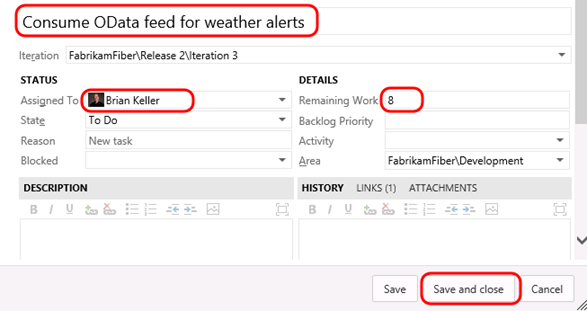 Consume OData feed for weather alerts
Iteration FabrikamFiber\Release 2\Iteration 3
STATUS DETAILS
Assigned To Brian Keller Remaining Work 8
State To Do Backlog Priority
Reason New task Activity
Blocked Area FabrikamFiber\Development
DESCRIPTION HISTORY LINKS (1) ATTACHMENTS
B I U B I U
Save Save and close Cancel